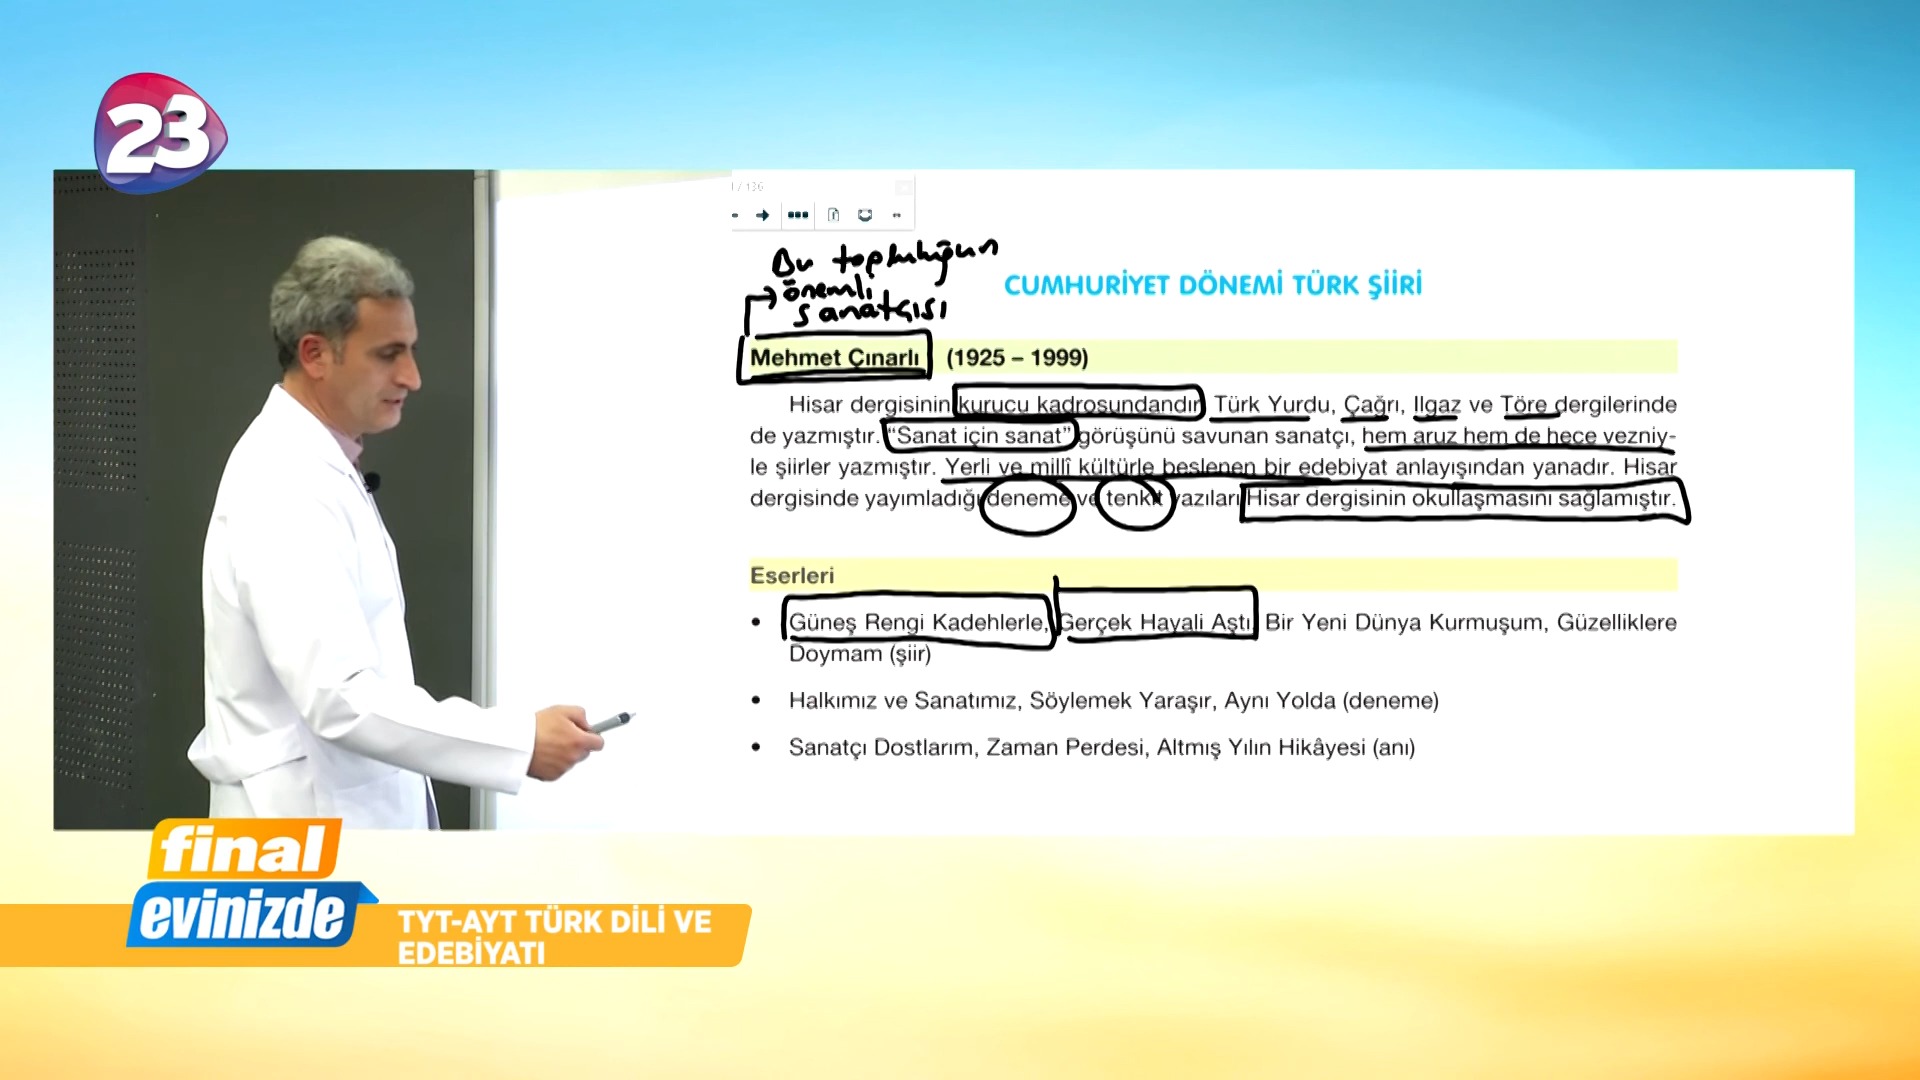 23
1 / 136
Bu topluluğun
önemli
sanatçısı
CUMHURİYET DÖNEMİ TÜRK ŞİİRİ
Mehmet Çınarlı (1925 – 1999)
Hisar dergisinin kurucu kadrosundandır. Türk Yurdu, Çağrı, Ilgaz ve Töre dergilerinde
de yazmıştır. “Sanat için sanat” görüşünü savunan sanatçı, hem aruz hem de hece vezniy-
le şiirler yazmıştır. Yerli ve millî kültürle beslenen bir edebiyat anlayışından yanadır. Hisar
dergisinde yayımladığı deneme ve tenkit yazıları Hisar dergisinin okullaşmasını sağlamıştır.
Eserleri
• Güneş Rengi Kadehlerle, Gerçek Hayali Aştı, Bir Yeni Dünya Kurmuşum, Güzelliklere
Doymam (şiir)
• Halkımız ve Sanatımız, Söylemek Yaraşır, Aynı Yolda (deneme)
• Sanatçı Dostlarım, Zaman Perdesi, Altmış Yılın Hikâyesi (anı)
final
evinizde
TYT-AYT TÜRK DİLİ VE
EDEBİYATI